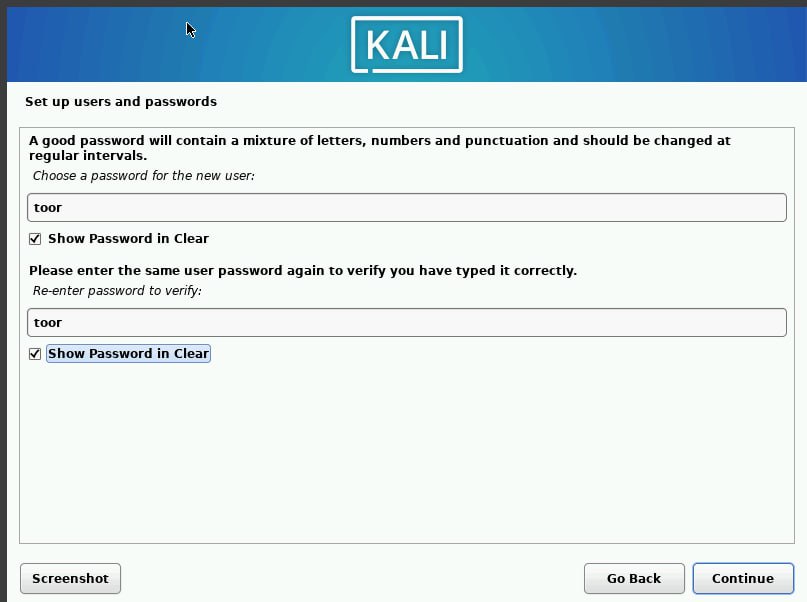 KALI
Set up users and passwords
A good password will contain a mixture of letters, numbers and punctuation and should be changed at
regular intervals.
Choose a password for the new user:
toor
Show Password in Clear
Please enter the same user password again to verify you have typed it correctly.
Re-enter password to verify:
toor
Show Password in Clear
Screenshot
Go Back
Continue